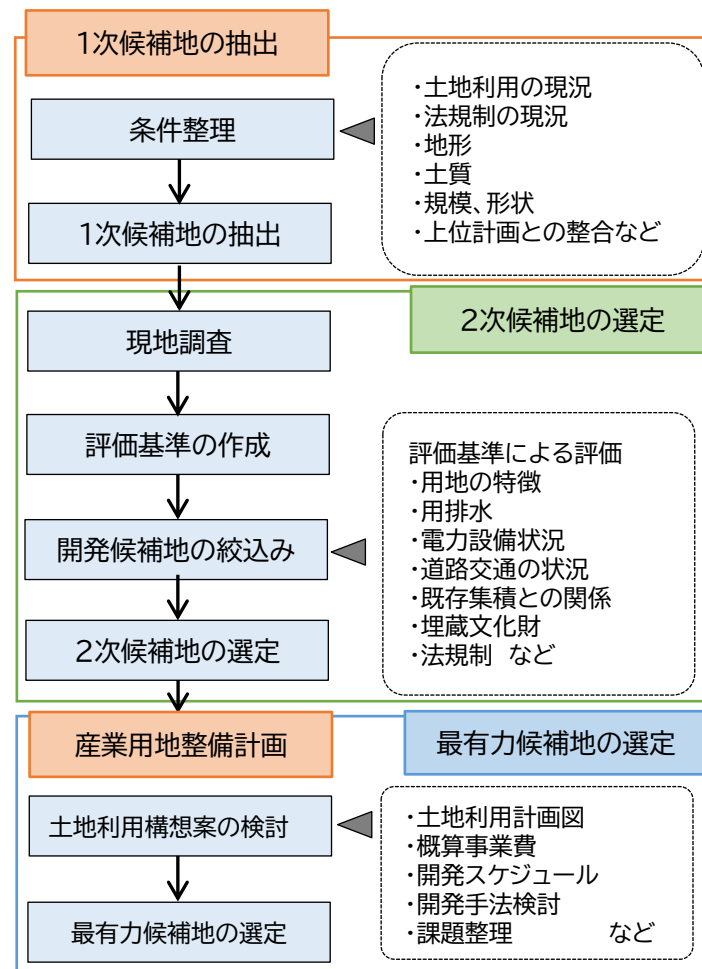 1次候補地の抽出
条件整理
・土地利用の現況
・法規制の現況
・地形
・土質
・規模、形状
・上位計画との整合など
1次候補地の抽出
2次候補地の選定
現地調査
評価基準の作成
評価基準による評価
・用地の特徴
・用排水
・電力設備状況
・道路交通の状況
・既存集積との関係
・埋蔵文化財
・法規制 など
開発候補地の絞込み
2次候補地の選定
産業用地整備計画
最有力候補地の選定
土地利用構想案の検討
・土地利用計画図
・概算事業費
・開発スケジュール
・開発手法検討
・課題整理 など
最有力候補地の選定